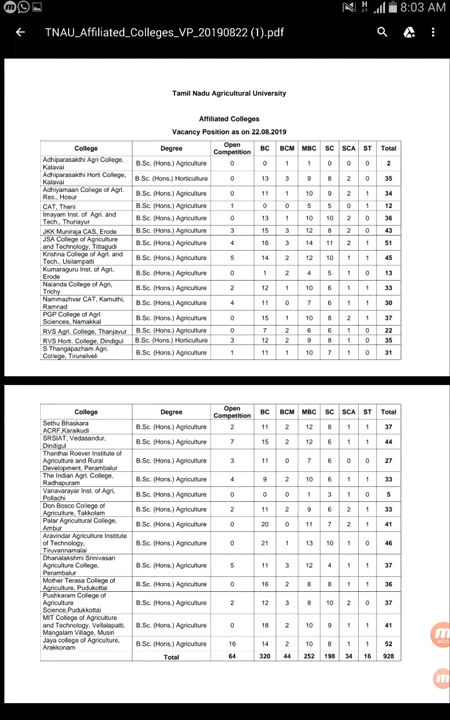 8:03 AM
TNAU_Affiliated_Colleges_VP_20190822 (1).pdf
Tamil Nadu Agricultural University
Affiliated Colleges
Vacancy Position as on 22.08.2019
College Degree Open Competition BC BCM MBC SC SCA ST Total
Adhiparasakthi Agri College, Kalavai B.Sc. (Hons.) Agriculture 0 0 1 1 0 0 0 2
Adhiparasakthi Horti College, Kalavai B.Sc. (Hons.) Horticulture 0 13 3 9 8 2 0 35
Adhiyamaan College of Agri. Res., Hosur B.Sc. (Hons.) Agriculture 0 11 1 10 9 2 1 34
CAT, Theni B.Sc. (Hons.) Agriculture 1 0 0 5 5 0 1 12
Imayam Inst. of Agri. and Tech., Thuriayur B.Sc. (Hons.) Agriculture 0 13 1 10 10 2 0 36
JKK Muniraja CAS, Erode B.Sc. (Hons.) Agriculture 3 15 3 12 8 2 0 43
JSA College of Agriculture and Technology, Tittagudi B.Sc. (Hons.) Agriculture 4 16 3 14 11 2 1 51
Krishna College of Agri. and Tech., Usilampatti B.Sc. (Hons.) Agriculture 5 14 2 12 10 1 1 45
Kumaraguru Inst. of Agri, Erode B.Sc. (Hons.) Agriculture 0 1 2 4 5 1 0 13
Nalanda College of Agri, Trichy B.Sc. (Hons.) Agriculture 2 12 1 10 6 1 1 33
Nammazhvar CAT, Kamuthi, Ramnad B.Sc. (Hons.) Agriculture 4 11 0 7 6 1 1 30
PGP College of Agrl Sciences, Namakkal B.Sc. (Hons.) Agriculture 0 15 1 10 8 2 1 37
RVS Agrl. College, Thanjavur B.Sc. (Hons.) Agriculture 0 7 2 6 6 1 0 22
RVS Horti. College, Dindigul B.Sc. (Hons.) Horticulture 3 12 2 9 8 1 0 35
S Thangapazham Agri. College, Tirunelveli B.Sc. (Hons.) Agriculture 1 11 1 10 7 1 0 31
College Degree Open Competition BC BCM MBC SC SCA ST Total
Sethu Bhaskara ACRF,Karaikudi B.Sc. (Hons.) Agriculture 2 11 2 12 8 1 1 37
SRSIAT, Vedasandur, Dindigul B.Sc. (Hons.) Agriculture 7 15 2 12 6 1 1 44
Thanthai Roever Institute of Agriculture and Rural Development, Perambalur B.Sc. (Hons.) Agriculture 3 11 0 7 6 0 0 27
The Indian Agri. College, Radhapuram B.Sc. (Hons.) Agriculture 4 9 2 10 6 1 1 33
Vanavarayar Inst. of Agri, Pollachi B.Sc. (Hons.) Agriculture 0 0 0 1 3 1 0 5
Don Bosco College of Agriculture, Takkolam B.Sc. (Hons.) Agriculture 2 11 2 9 6 2 1 33
Palar Agricultural College, Ambur B.Sc. (Hons.) Agriculture 0 20 0 11 7 2 1 41
Aravindar Agriculture Institute of Technology, Tiruvannamalai B.Sc. (Hons.) Agriculture 0 21 1 13 10 1 0 46
Dhanalakshmi Srinivasan Agriculture College, Perambalur B.Sc. (Hons.) Agriculture 5 11 3 12 4 1 1 37
Mother Terasa College of Agriculture, Pudukottai B.Sc. (Hons.) Agriculture 0 16 2 8 8 1 1 36
Pushkaram College of Agriculture Science,Pudukkottai B.Sc. (Hons.) Agriculture 2 12 3 8 10 2 0 37
MIT College of Agriculture and Technology, Vellalapatti, Mangalam Village, Musiri B.Sc. (Hons.) Agriculture 0 18 2 10 9 1 1 41
Jaya college of Agriculture, Arakkonam B.Sc. (Hons.) Agriculture 16 14 2 10 8 1 1 52
Total 64 320 44 252 198 34 16 928